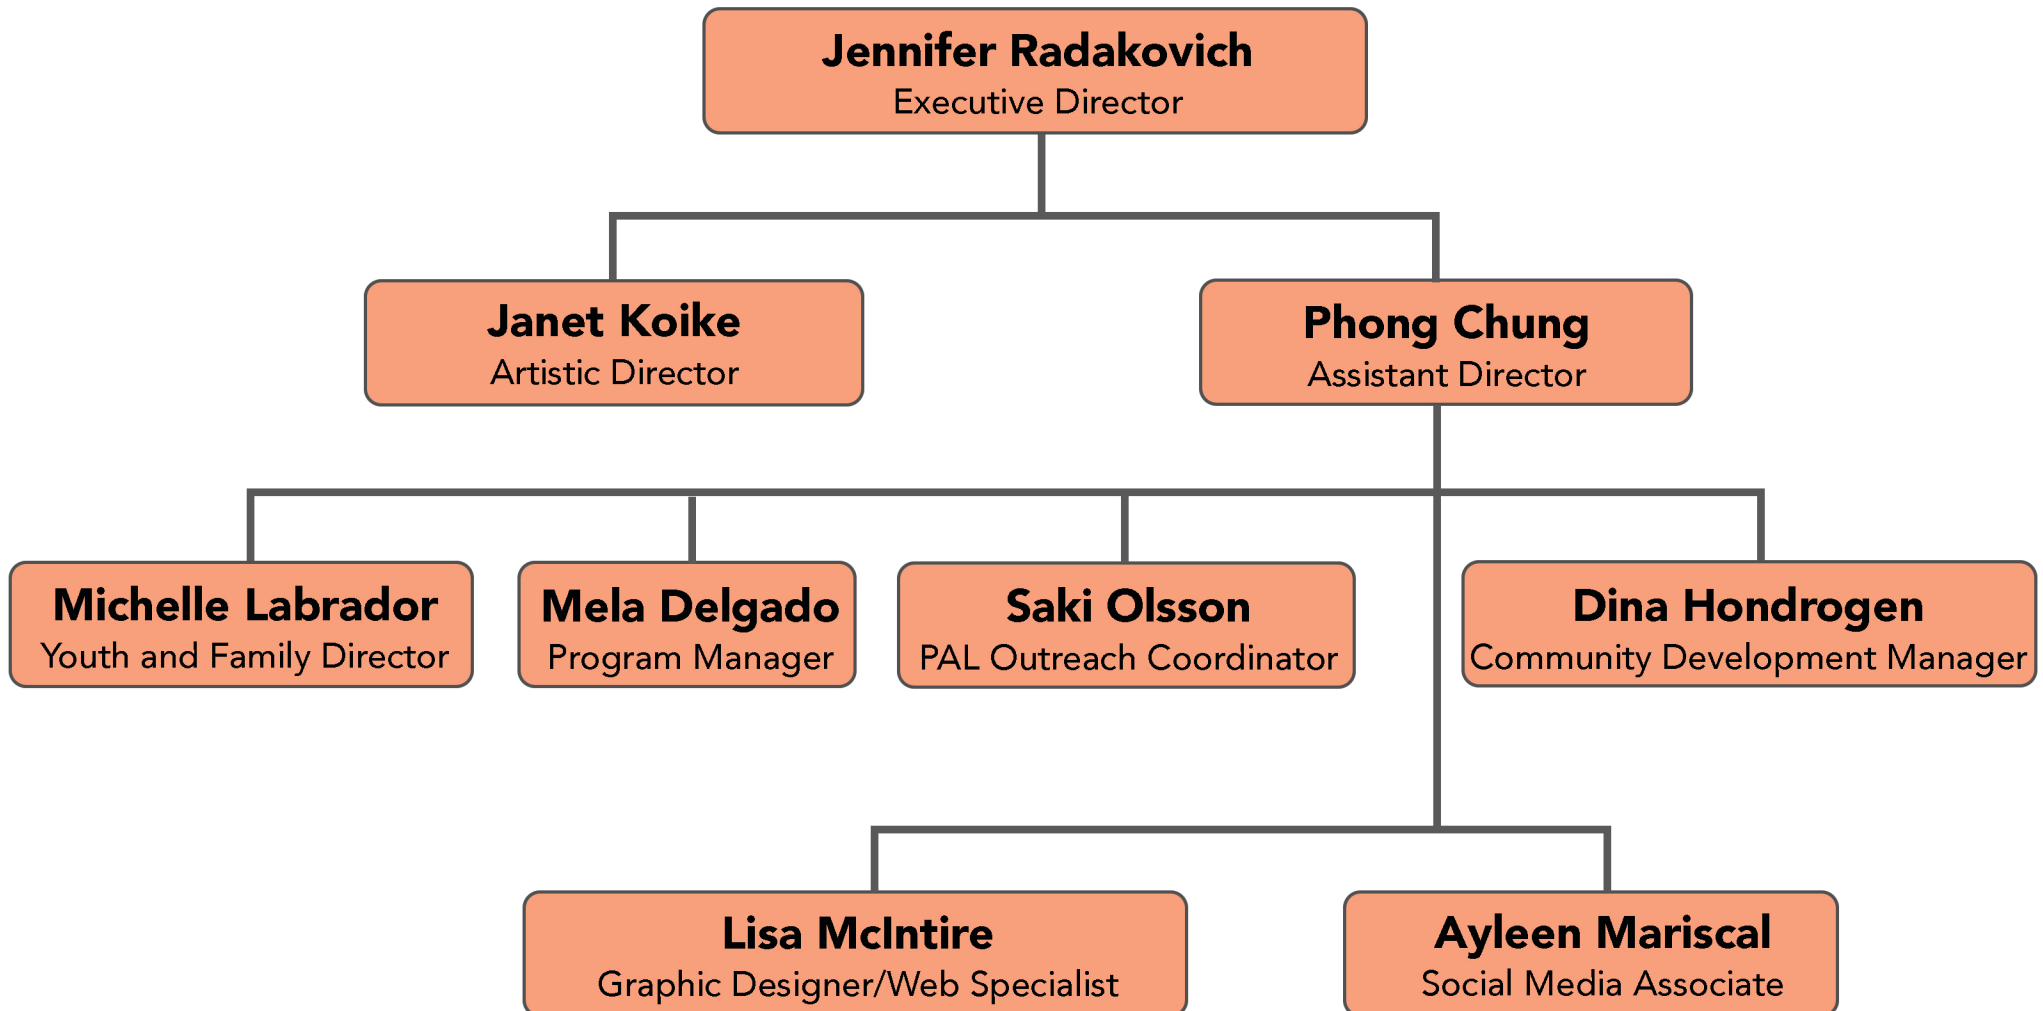 Jennifer Radakovich
Executive Director
Janet Koike
Artistic Director
Phong Chung
Assistant Director
Michelle Labrador
Youth and Family Director
Mela Delgado
Program Manager
Saki Olsson
PAL Outreach Coordinator
Dina Hondrogen
Community Development Manager
Lisa McIntire
Graphic Designer/Web Specialist
Ayleen Mariscal
Social Media Associate